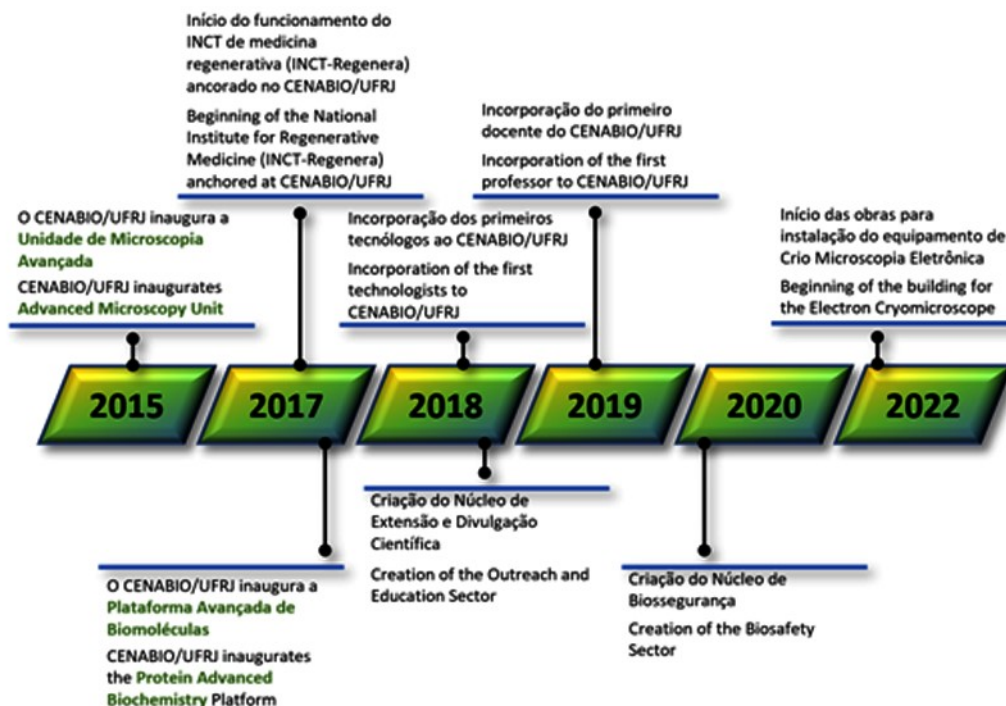 Início do funcionamento do
INCT de medicina
regenerativa (INCT-Regenera)
ancorado no CENABIO/UFRJ
Beginning of the National
Institute for Regenerative
Medicine (INCT-Regenera)
anchored at CENABIO/UFRJ
Incorporação do primeiro
docente do CENABIO/UFRJ
Incorporation of the first
professor to CENABIO/UFRJ
O CENABIO/UFRJ inaugura a
Unidade de Microscopia
Avançada
CENABIO/UFRJ inaugurates
Advanced Microscopy Unit
Incorporação dos primeiros
tecnólogos ao CENABIO/UFRJ
Incorporation of the first
technologists to
CENABIO/UFRJ
Início das obras para
instalação do equipamento de
Crio Microscopia Eletrônica
Beginning of the building for
the Electron Cryomicroscope
2015
2017
2018
2019
2020
2022
O CENABIO/UFRJ inaugura a
Plataforma Avançada de
Biomoléculas
CENABIO/UFRJ inaugurates
the Protein Advanced
Biochemistry Platform
Criação do Núcleo de
Extensão e Divulgação
Científica
Creation of the Outreach and
Education Sector
Criação do Núcleo de
Biossegurança
Creation of the Biosafety
Sector